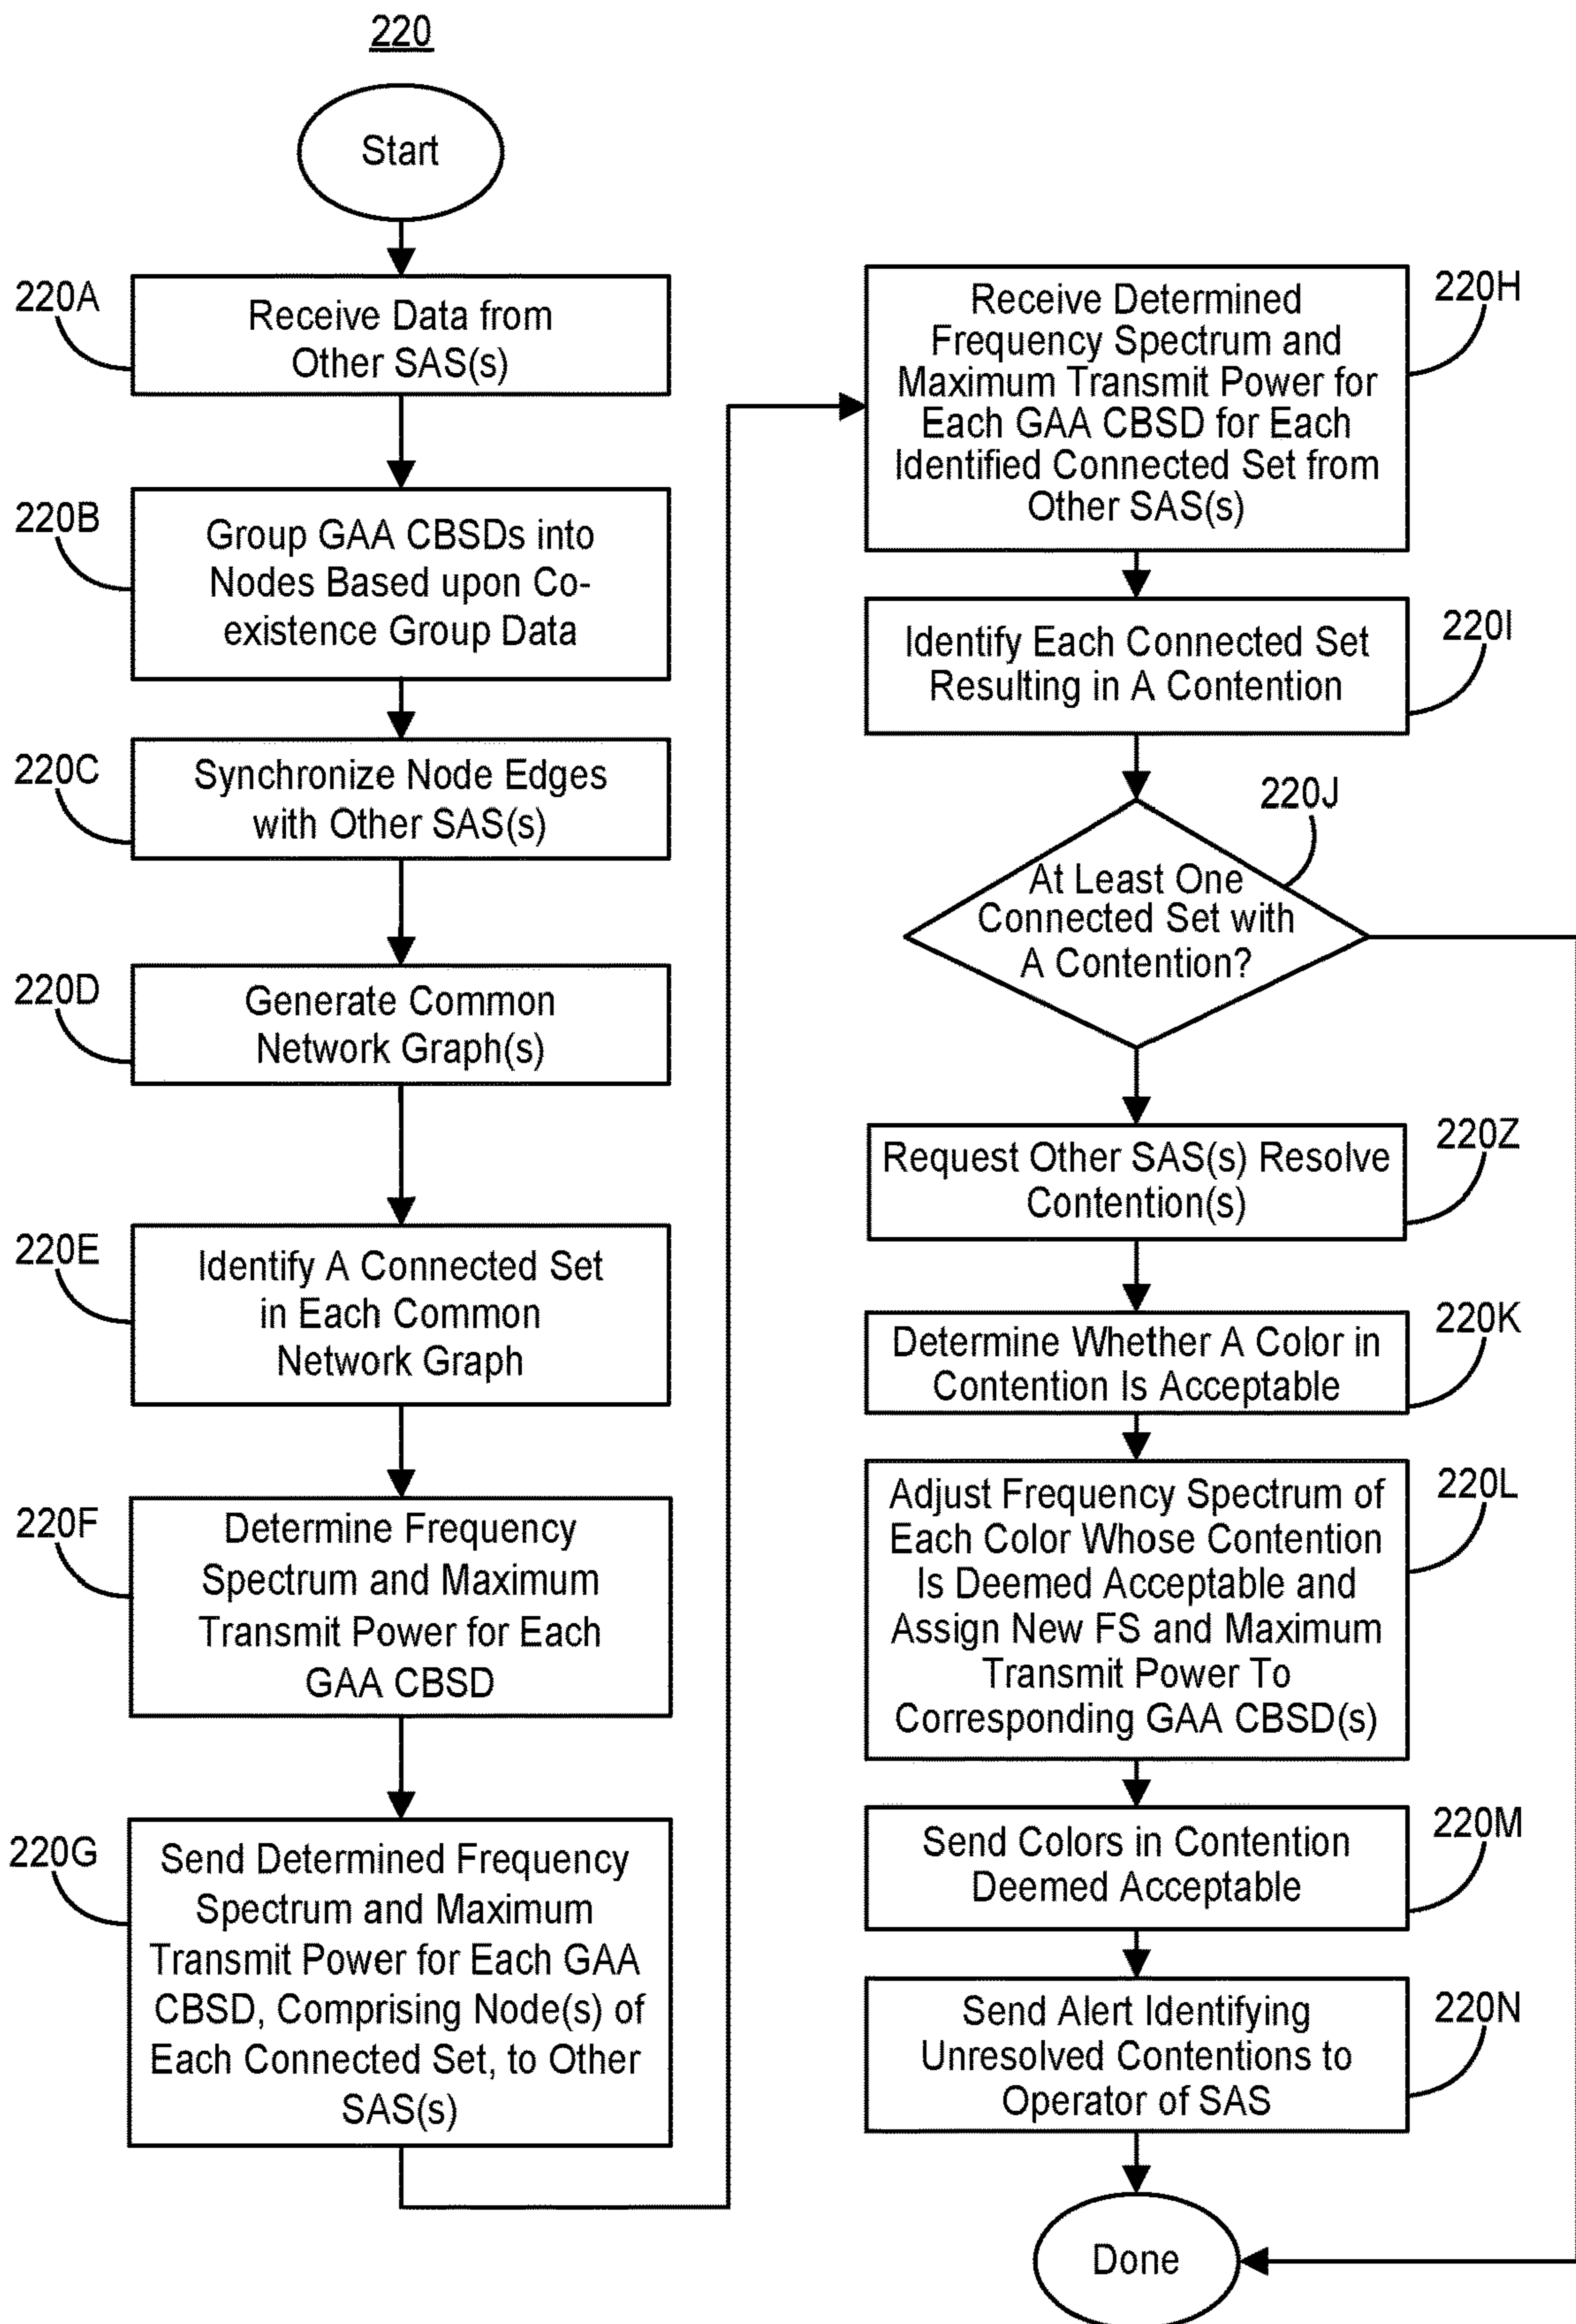 220
Start
220A
Receive Data from
Other SAS(s)
220B
Group GAA CBSDs into
Nodes Based upon Co-
existence Group Data
220C
Synchronize Node Edges
with Other SAS(s)
220D
Generate Common
Network Graph(s)
220E
Identify A Connected Set
in Each Common
Network Graph
220F
Determine Frequency
Spectrum and Maximum
Transmit Power for Each
GAA CBSD
220G
Send Determined Frequency
Spectrum and Maximum
Transmit Power for Each GAA
CBSD, Comprising Node(s) of
Each Connected Set, to Other
SAS(s)
220H
Receive Determined
Frequency Spectrum and
Maximum Transmit Power for
Each GAA CBSD for Each
Identified Connected Set from
Other SAS(s)
220I
Identify Each Connected Set
Resulting in A Contention
220J
At Least One
Connected Set with
A Contention?
220Z
Request Other SAS(s) Resolve
Contention(s)
220K
Determine Whether A Color in
Contention Is Acceptable
220L
Adjust Frequency Spectrum of
Each Color Whose Contention
Is Deemed Acceptable and
Assign New FS and Maximum
Transmit Power To
Corresponding GAA CBSD(s)
220M
Send Colors in Contention
Deemed Acceptable
220N
Send Alert Identifying
Unresolved Contentions to
Operator of SAS
Done